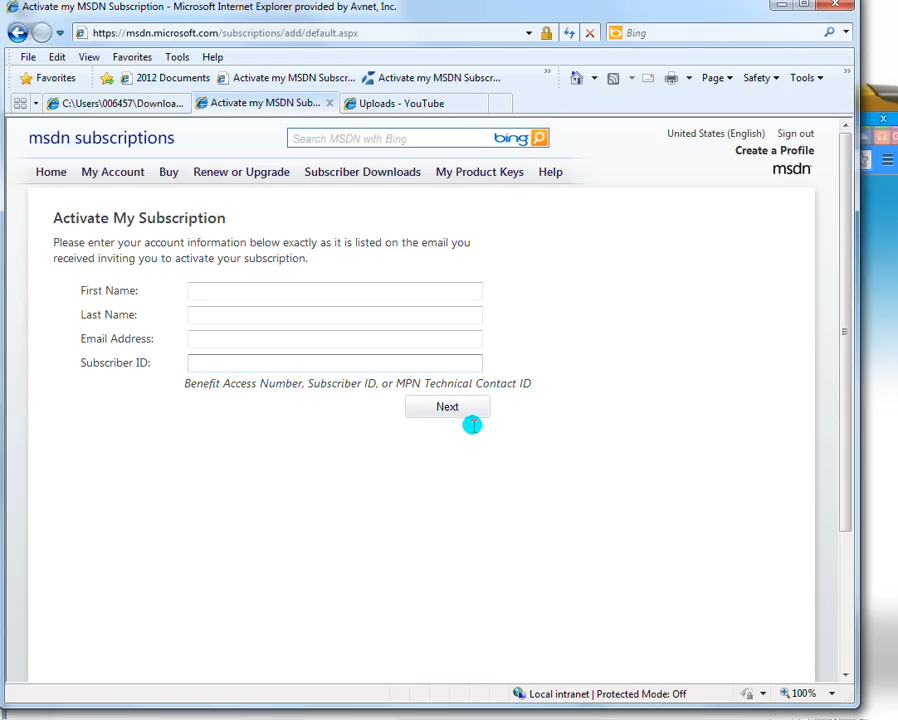 Activate my MSDN Subscription - Microsoft Internet Explorer provided by Avnet, Inc.
https://msdn.microsoft.com/subscriptions/add/default.aspx
Bing
File Edit View Favorites Tools Help
Favorites 2012 Documents Activate my MSDN Subscr... Activate my MSDN Subscr... » Page Safety Tools »
C:\Users\006457\Downloa... Activate my MSDN Sub... x Uploads - YouTube
msdn subscriptions
Search MSDN with Bing bing
United States (English) Sign out
Create a Profile
msdn
Home My Account Buy Renew or Upgrade Subscriber Downloads My Product Keys Help
Activate My Subscription
Please enter your account information below exactly as it is listed on the email you
received inviting you to activate your subscription.
First Name:
Last Name:
Email Address:
Subscriber ID:
Benefit Access Number, Subscriber ID, or MPN Technical Contact ID
Next
Local intranet | Protected Mode: Off
100%